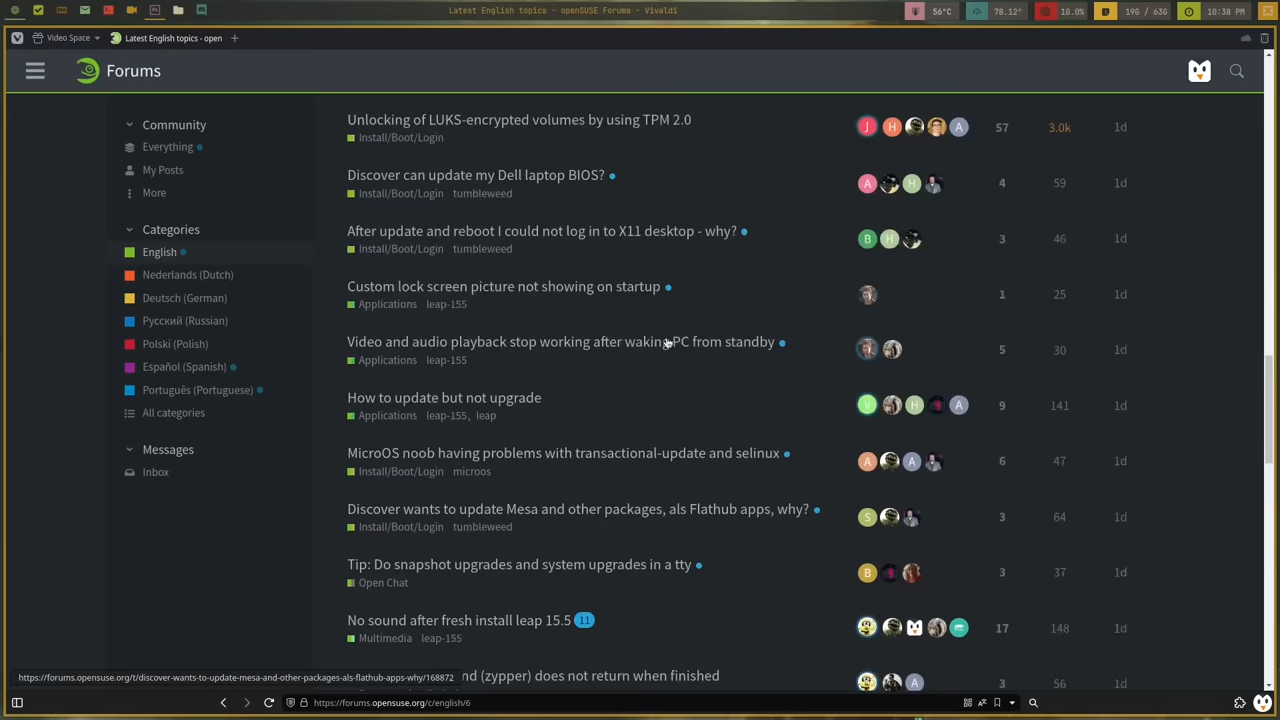 Latest English topics - openSUSE Forums - Vivaldi
56°C
78.12°
10.0%
19G / 63G
10:38 PM
Video Space
Latest English topics - open
Forums
Community
Everything
My Posts
More
Categories
English
Nederlands (Dutch)
Deutsch (German)
Русский (Russian)
Polski (Polish)
Español (Spanish)
Português (Portuguese)
All categories
Messages
Inbox
Unlocking of LUKS-encrypted volumes by using TPM 2.0
Install/Boot/Login
J H A 57 3.0k 1d
Discover can update my Dell laptop BIOS?
Install/Boot/Login tumbleweed
A H 4 59 1d
After update and reboot I could not log in to X11 desktop - why?
Install/Boot/Login tumbleweed
B H 3 46 1d
Custom lock screen picture not showing on startup
Applications leap-155
1 25 1d
Video and audio playback stop working after waking PC from standby
Applications leap-155
5 30 1d
How to update but not upgrade
Applications leap-155, leap
V H A 9 141 1d
MicroOS noob having problems with transactional-update and selinux
Install/Boot/Login microos
A A 6 47 1d
Discover wants to update Mesa and other packages, als Flathub apps, why?
Install/Boot/Login tumbleweed
S 3 64 1d
Tip: Do snapshot upgrades and system upgrades in a tty
Open Chat
B 3 37 1d
No sound after fresh install leap 15.5 11
Multimedia leap-155
17 148 1d
nd (zypper) does not return when finished
A 3 56 1d
https://forums.opensuse.org/t/discover-wants-to-update-mesa-and-other-packages-als-flathub-apps-why/168872
https://forums.opensuse.org/c/english/6